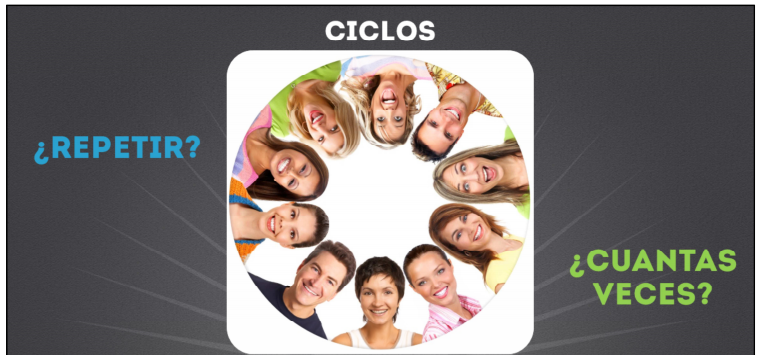 CICLOS
¿REPETIR?
¿CUANTAS
VECES?